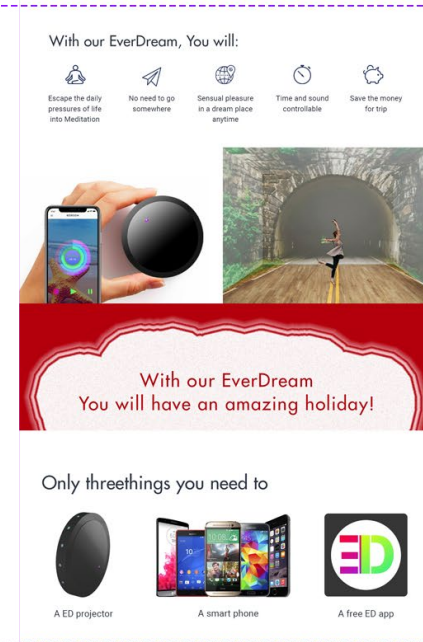 With our EverDream, You will:
Escape the daily
pressures of life
into Meditation
No need to go
somewhere
Sensual pleasure
in a dream place
anytime
Time and sound
controllable
Save the money
for trip
With our EverDream
You will have an amazing holiday!
Only threethings you need to
ED
A ED projector
A smart phone
A free ED app